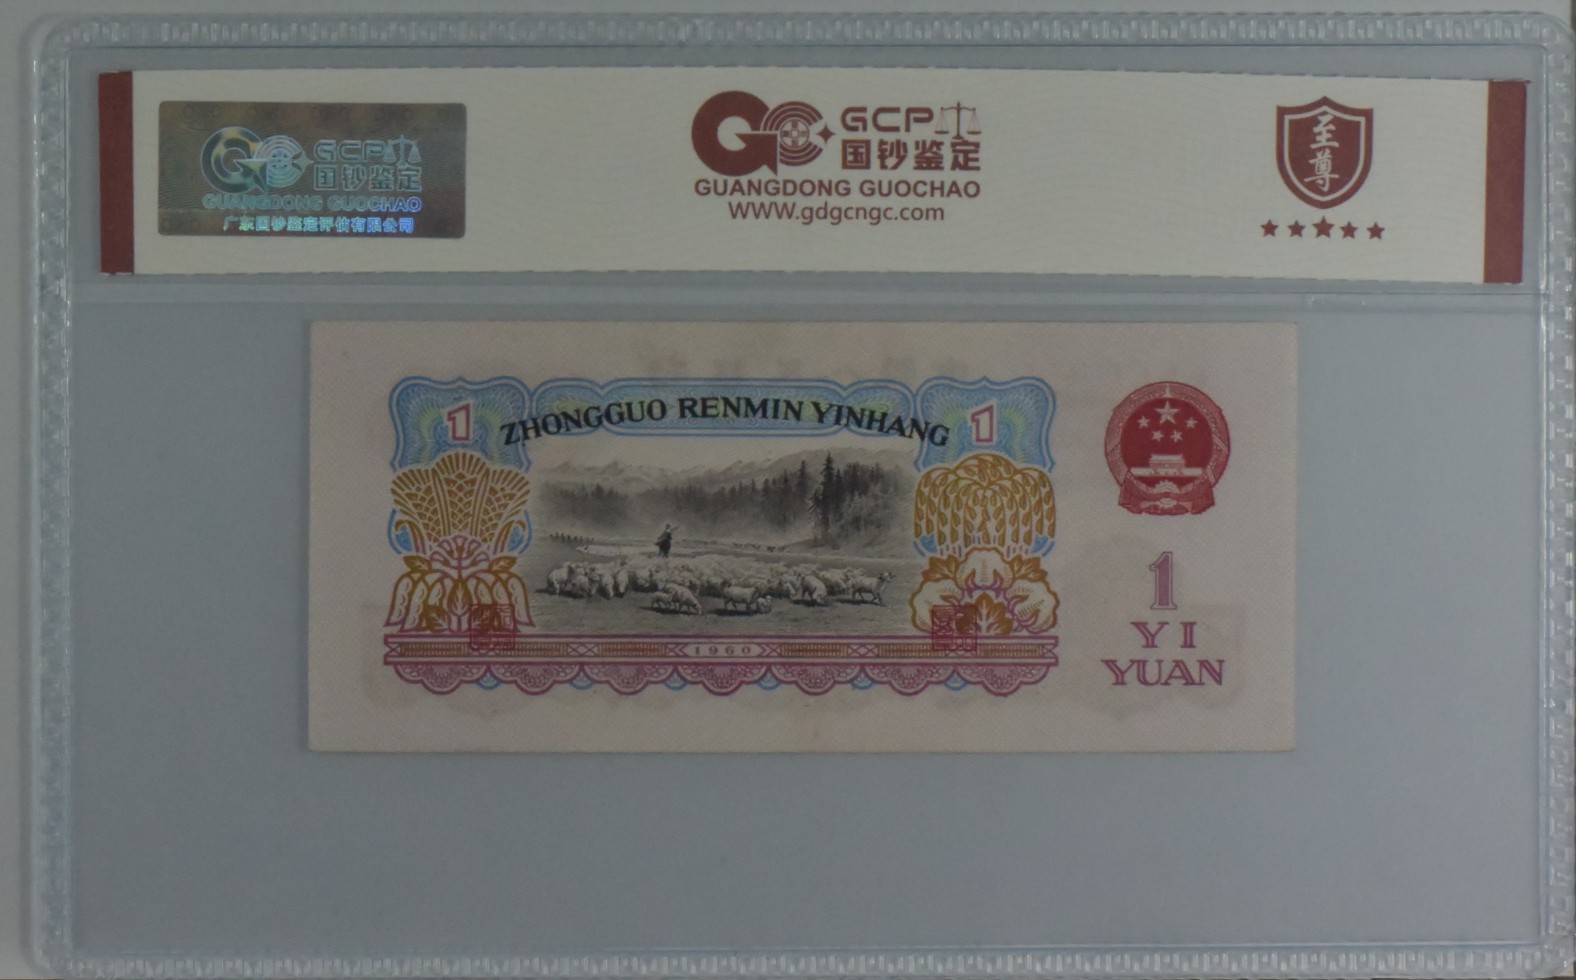 GCP
国钞鉴定
GUANGDONG GUOCHAO
广东国钞鉴定评估有限公司
GCP
国钞鉴定
GUANGDONG GUOCHAO
WWW.gdgcngc.com
至尊
1 ZHONGGUO RENMIN YINHANG 1
1960
1
YI
YUAN